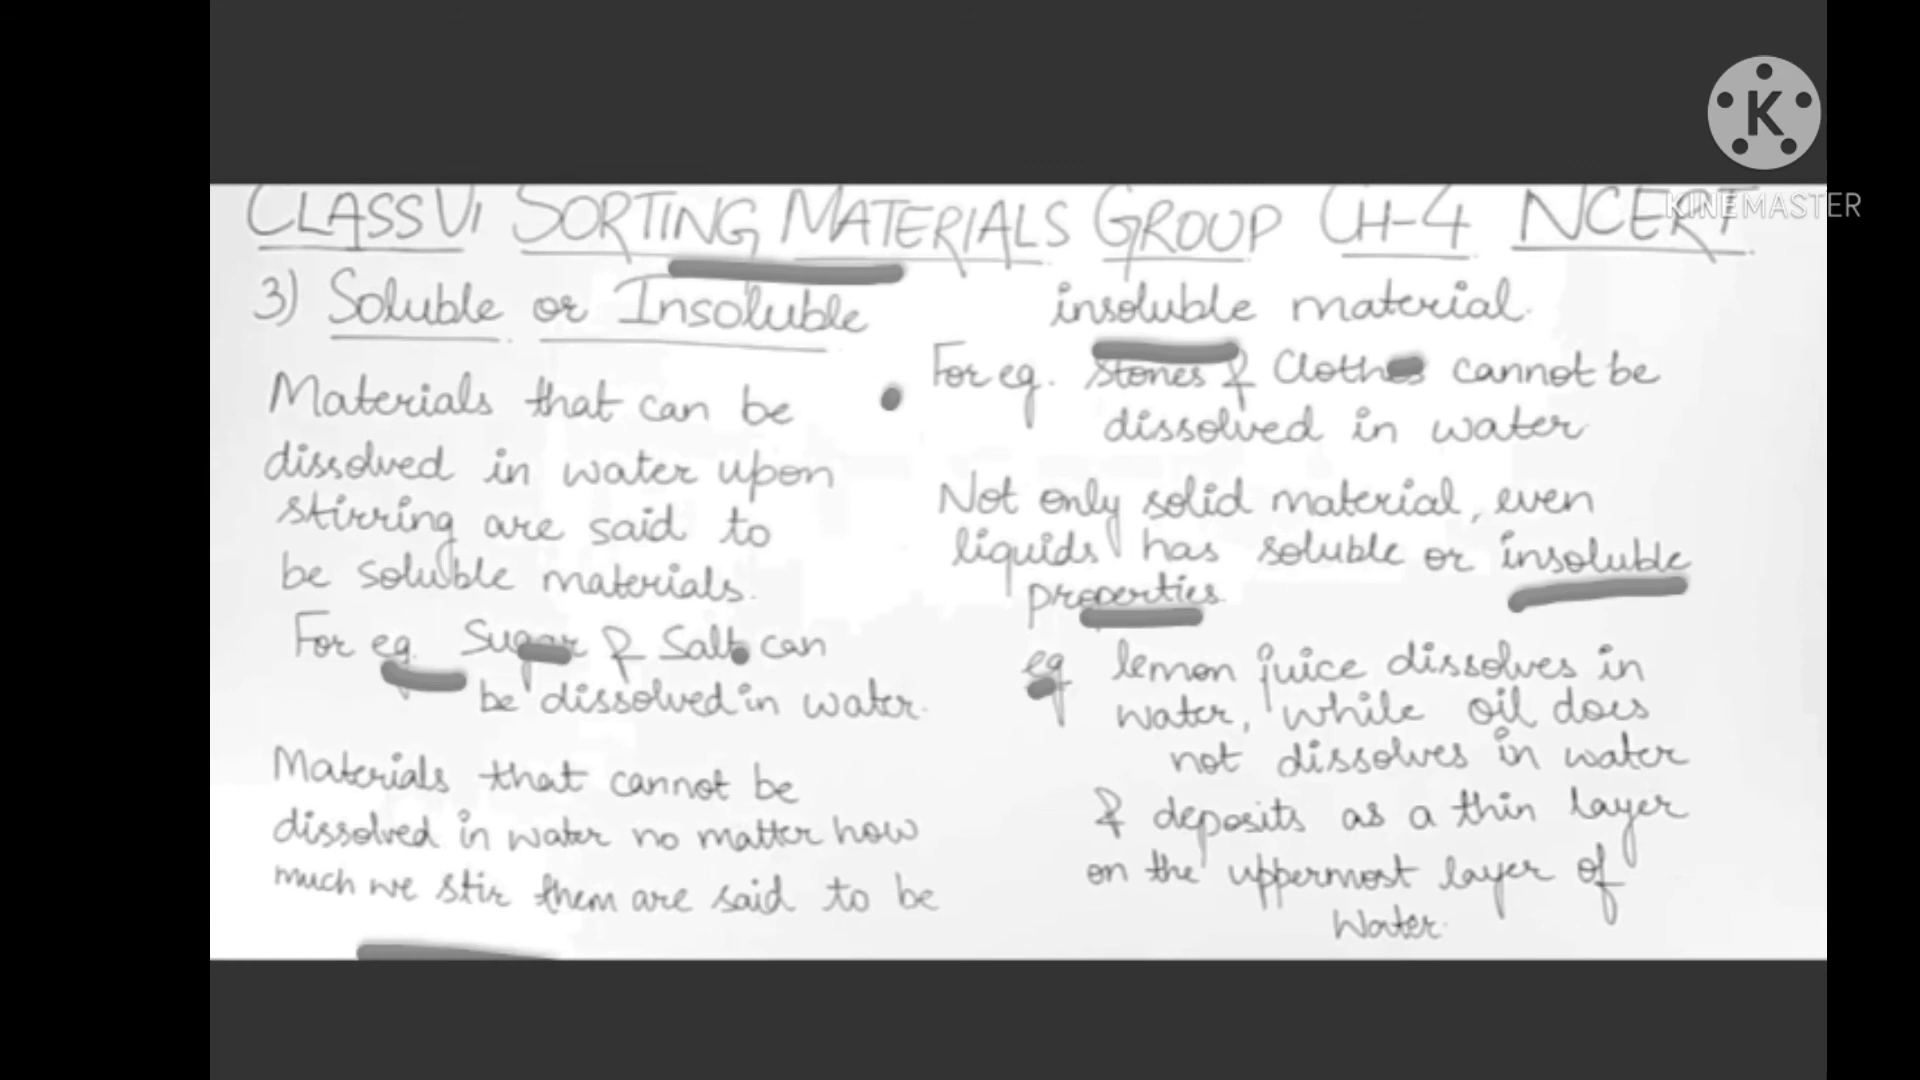 K
KINEMASTER
CLASS VI SORTING MATERIALS GROUP CH-4 NCERT
3) Soluble or Insoluble
Materials that can be
dissolved in water upon
stirring are said to
be soluble materials.
For eg. Sugar & Salt can
be dissolved in water.
Materials that cannot be
dissolved in water no matter how
much we stir them are said to be
insoluble material.
For eg. Stones & Clothes cannot be
dissolved in water
Not only solid material, even
liquids has soluble or insoluble
properties.
eg lemon juice dissolves in
water, while oil does
not dissolves in water
& deposits as a thin layer
on the uppermost layer of
Water.